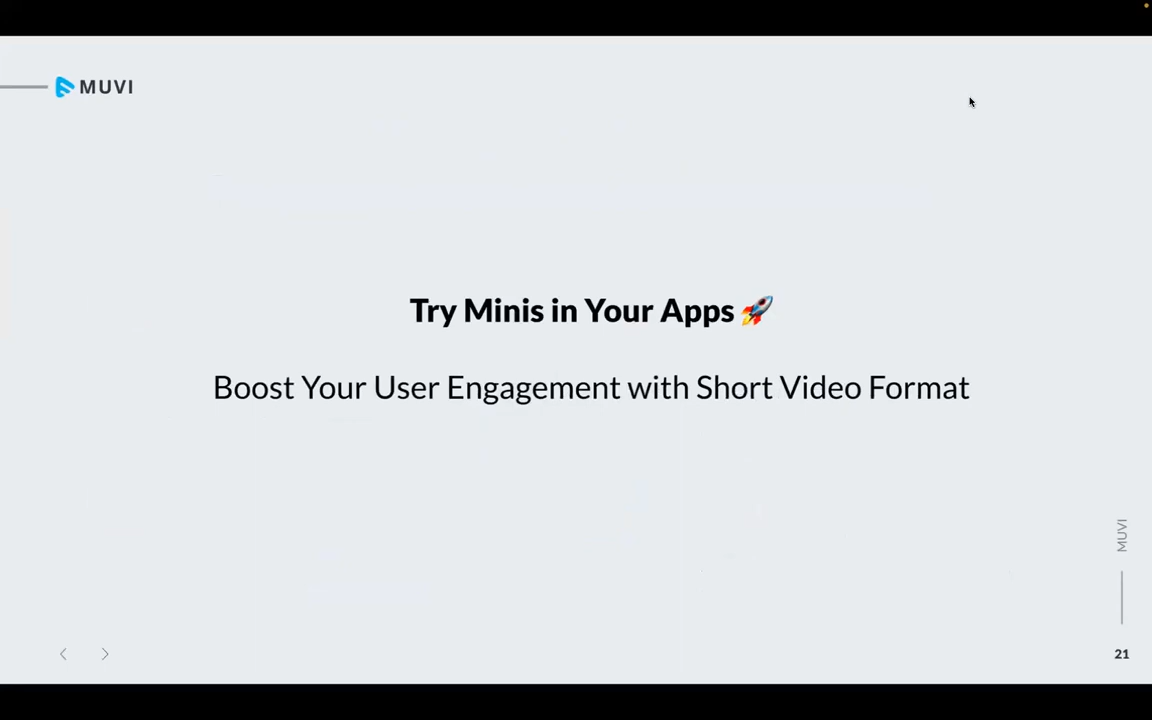 MUVI
Try Minis in Your Apps 🚀
Boost Your User Engagement with Short Video Format
MUVI
21